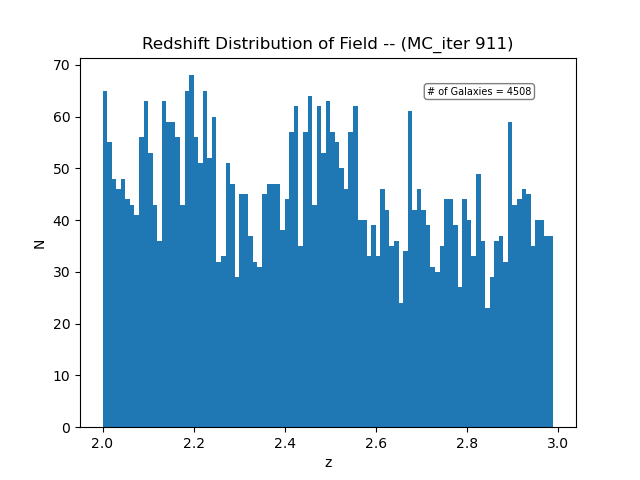 Redshift Distribution of Field -- (MC_iter 911)
# of Galaxies = 4508
70
60
50
40
30
20
10
0
N
2.0 2.2 2.4 2.6 2.8 3.0
z